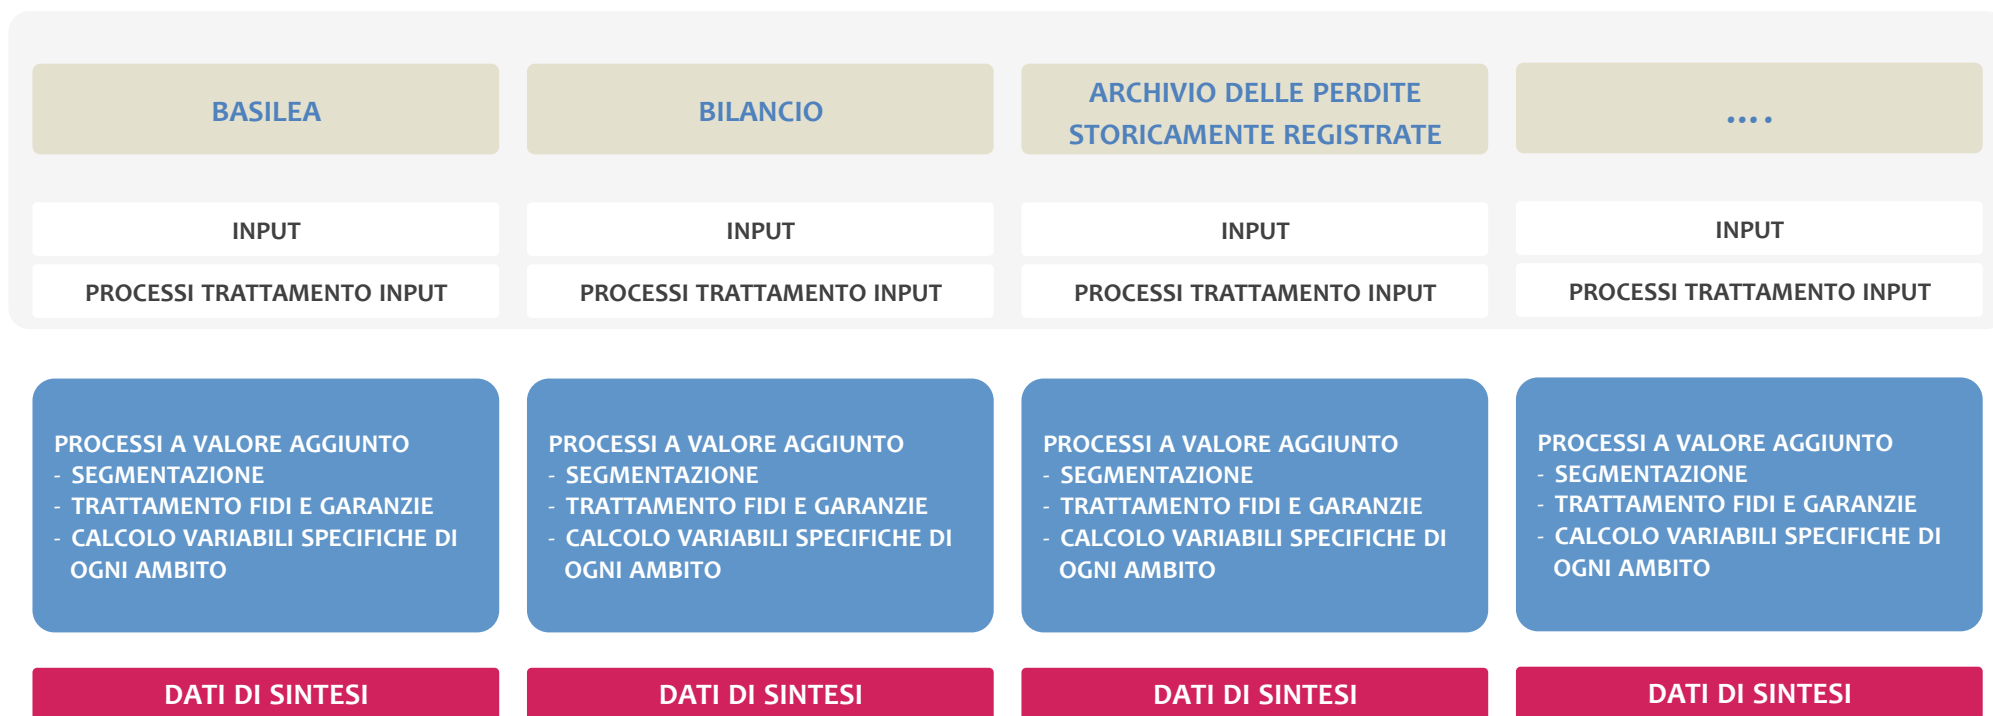 BASILEA
BILANCIO
ARCHIVIO DELLE PERDITE
STORICAMENTE REGISTRATE
....
INPUT
INPUT
INPUT
INPUT
PROCESSI TRATTAMENTO INPUT
PROCESSI TRATTAMENTO INPUT
PROCESSI TRATTAMENTO INPUT
PROCESSI TRATTAMENTO INPUT
PROCESSI A VALORE AGGIUNTO
- SEGMENTAZIONE
- TRATTAMENTO FIDI E GARANZIE
- CALCOLO VARIABILI SPECIFICHE DI
OGNI AMBITO
PROCESSI A VALORE AGGIUNTO
- SEGMENTAZIONE
- TRATTAMENTO FIDI E GARANZIE
- CALCOLO VARIABILI SPECIFICHE DI
OGNI AMBITO
PROCESSI A VALORE AGGIUNTO
- SEGMENTAZIONE
- TRATTAMENTO FIDI E GARANZIE
- CALCOLO VARIABILI SPECIFICHE DI
OGNI AMBITO
PROCESSI A VALORE AGGIUNTO
- SEGMENTAZIONE
- TRATTAMENTO FIDI E GARANZIE
- CALCOLO VARIABILI SPECIFICHE DI
OGNI AMBITO
DATI DI SINTESI
DATI DI SINTESI
DATI DI SINTESI
DATI DI SINTESI